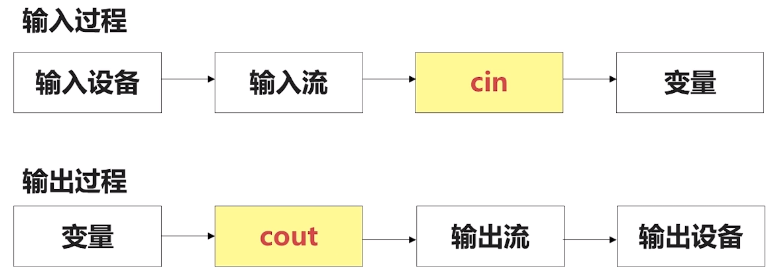 输入过程
输入设备 输入流 cin 变量
输出过程
变量 cout 输出流 输出设备